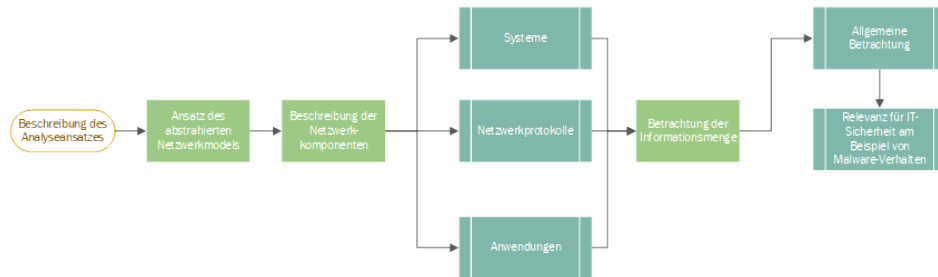 Beschreibung des
Analyseansatzes
Ansatz des
abstrahierten
Netzwerkmodels
Beschreibung der
Netzwerk-
komponenten
Systeme
Netzwerkprotokolle
Anwendungen
Betrachtung der
Informationsmenge
Allgemeine
Betrachtung
Relevanz für IT-
Sicherheit am
Beispiel von
Malware-Verhalten